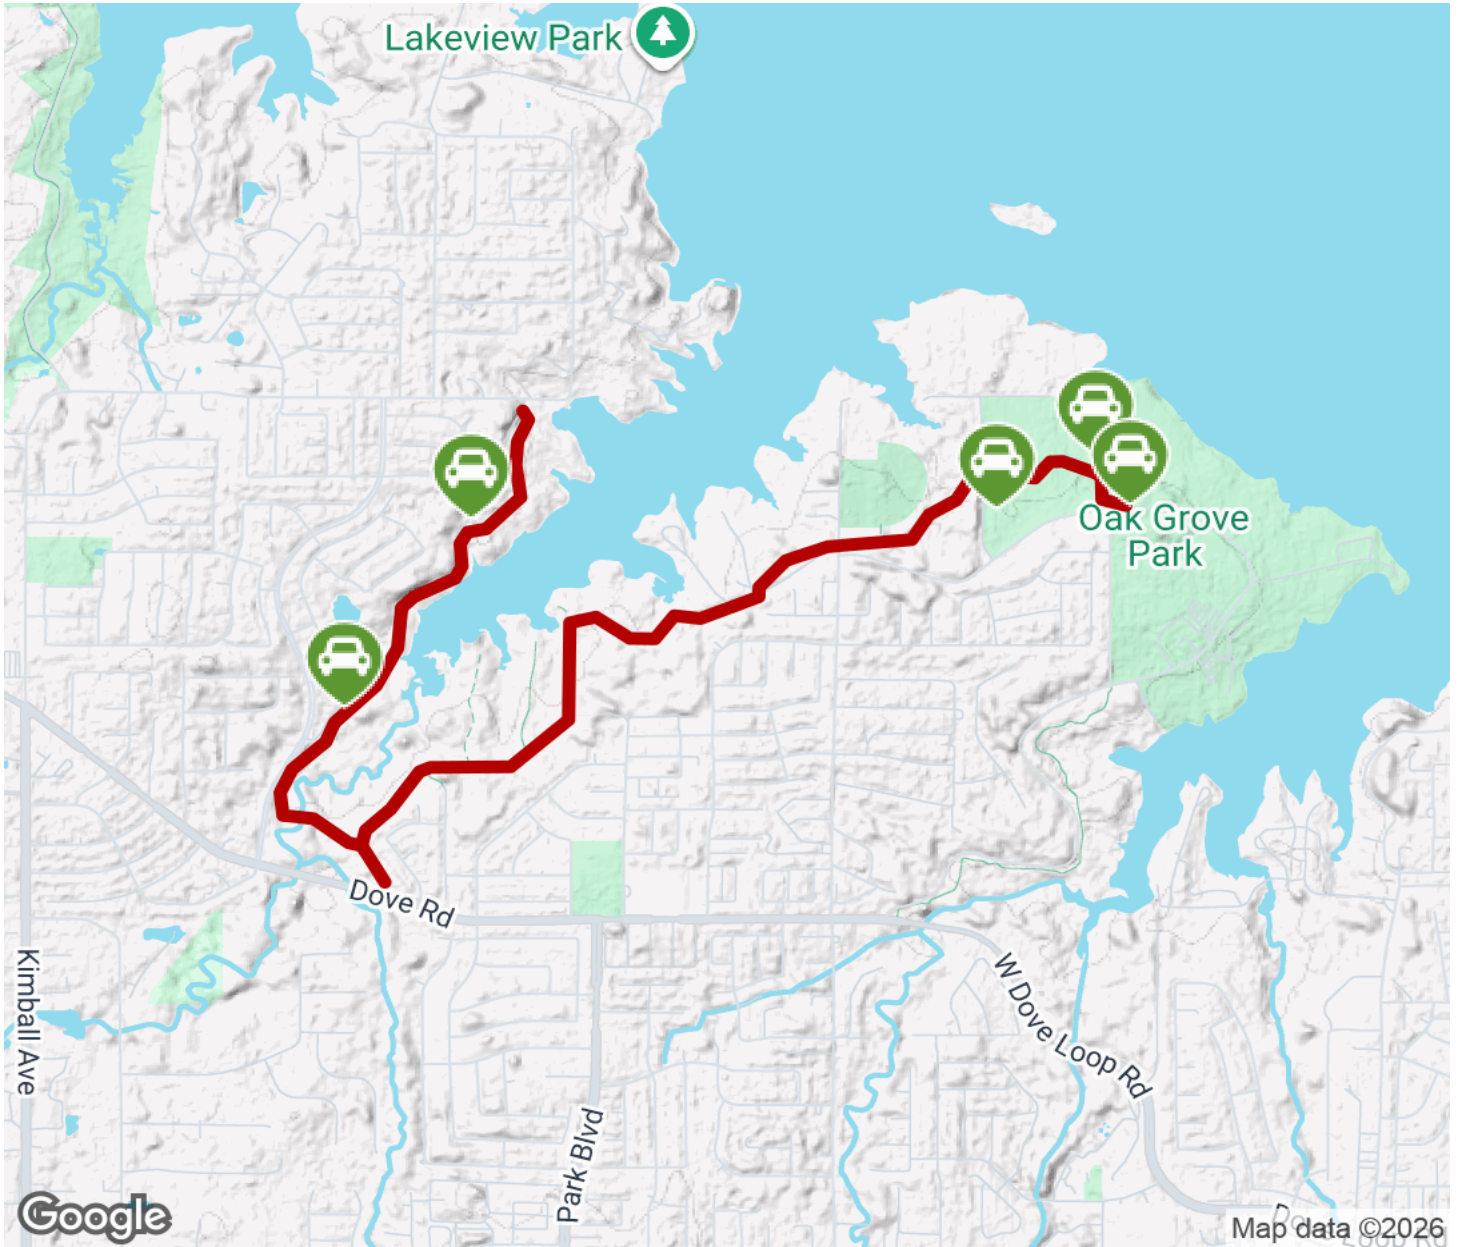 Lakeview Park
Oak Grove
Park
Dove Rd
Kimball Ave
W Dove Loop Rd
Park Blvd
Google
Map data ©2026